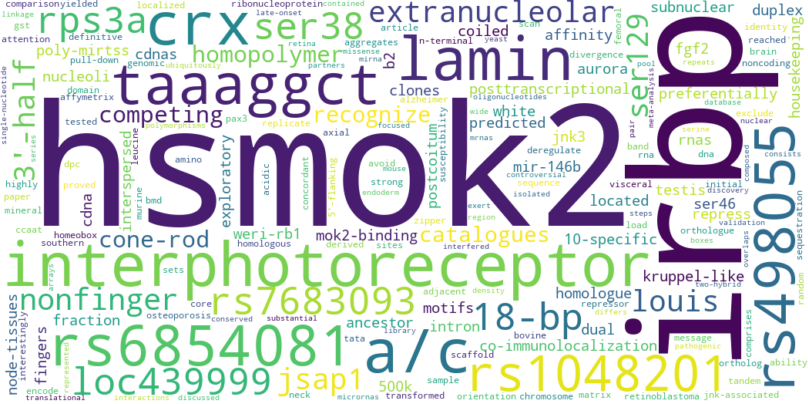 comparison yielded localized ribonucleoprotein contained duplex
linkage late-onset subnuclear
gst rps3a crx ser38 extranucleolar identity
attention definitive retina article scan reached
pull-down cdnas missense n-terminal yeast coiled affinity ser129 fgf2 brain
poly-mirtss genomic homopolymer aggregates mirna partners b2 lamin divergence femoral repeats noncoding housekeeping
nucleoli ubiquitously aurora series pool
domain taaaggct alzheimer posttranscriptional meta-analysis database
single-nucleotide 3'-half affymetrix clones preferentially
tested pax3 competing recognize oligonucleotides wide white pair serine exclude
polymorphisms replicate mrnas predicted jnk3 band rnas nuclear
leucine axial focused deregulate rna dna
interspersed dpc hsmok2 avoid mouse controversial mir-146b visceral testis composed consists
highly amino exploratory acidic strong sequence susceptibility postcoitum isolated located initial discovery irbp rs498055
paper cdna proved murine 5'-flanking concordant endoderm exert region ser46 validation sequestration
mineral bmd weri-rb1 zipper steps load repress orthologue
ccaat homeobox cone-rod homologous mok2-binding catalogues 10-specific boxes overlaps
southern derived sites interfered two-hybrid random
interphotoreceptor kruppel-like
arrays sets core adjacent density homologue
nonfinger rs7683093 motifs repressor louis
node-tissues fraction osteoporosis conserved substantial ancestor 18-bp dual differs message pathogenic
interestingly fingers tata library intron co-immunolocalization comprises ortholog ability
rs6854081 a/c bovine scaffold matrix tandem
represented loc439999 jsap1 500k sample rs1048201
encode interactions neck micrornas transformed
translational discussed orientation chromosome retinoblastoma jnk-associated